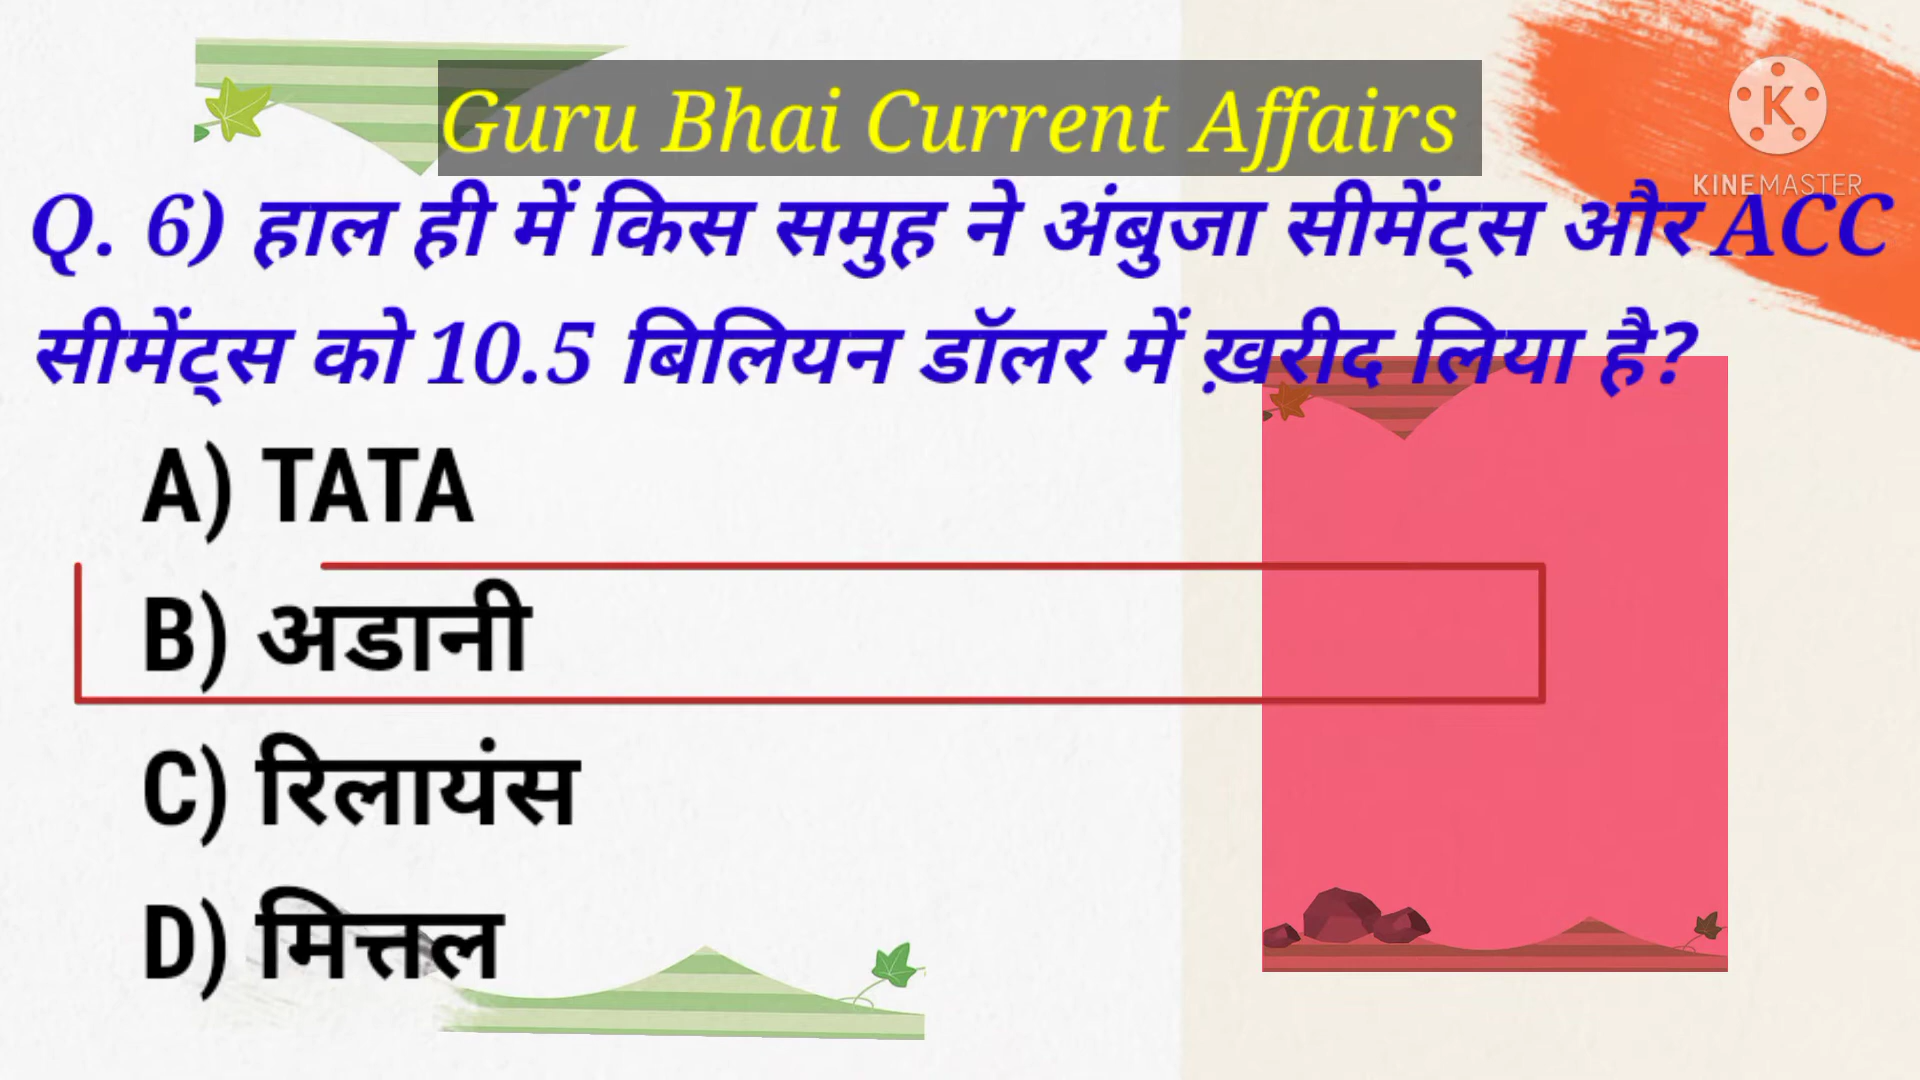 Guru Bhai Current Affairs
K
KINEMASTER
Q. 6) हाल ही में किस समुह ने अंबुजा सीमेंट्स और ACC
सीमेंट्स को 10.5 बिलियन डॉलर में ख़रीद लिया है?
A) TATA
B) अडानी
C) रिलायंस
D) मित्तल